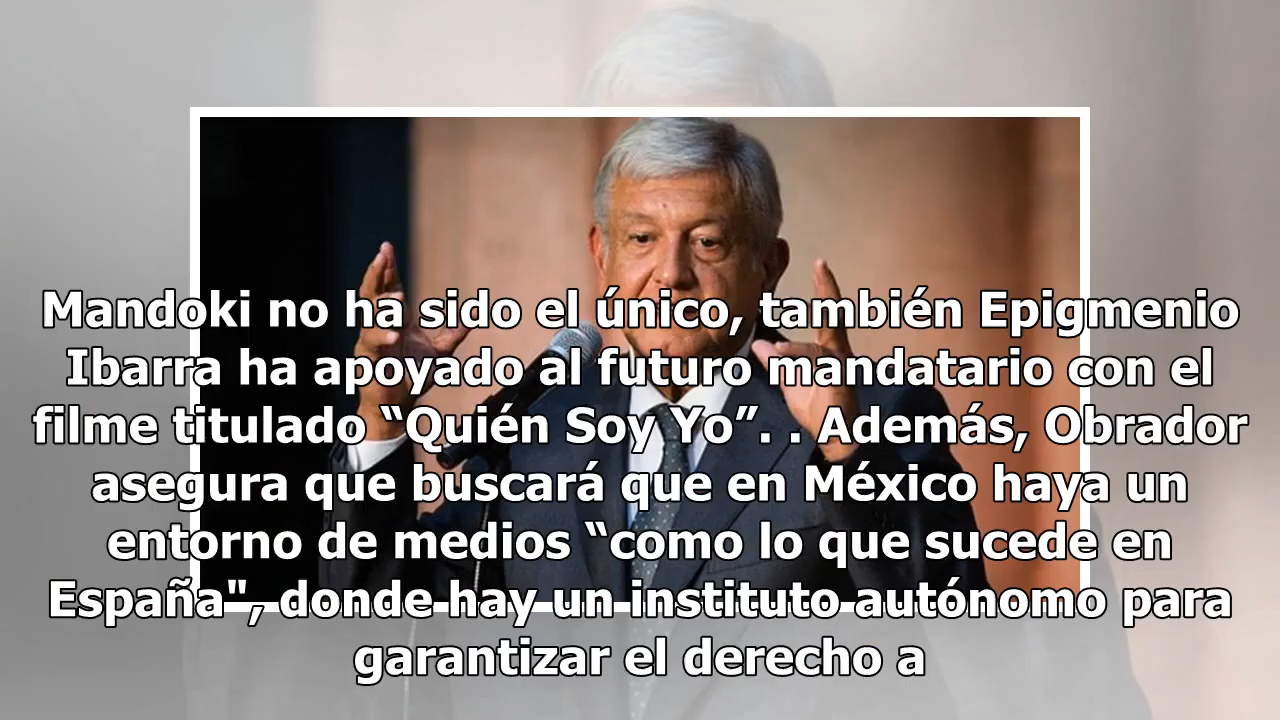 Mandoki no ha sido el único, también Epigmenio
Ibarra ha apoyado al futuro mandatario con el
filme titulado “Quién Soy Yo”. . Además, Obrador
asegura que buscará que en México haya un
entorno de medios “como lo que sucede en
España", donde hay un instituto autónomo para
garantizar el derecho a